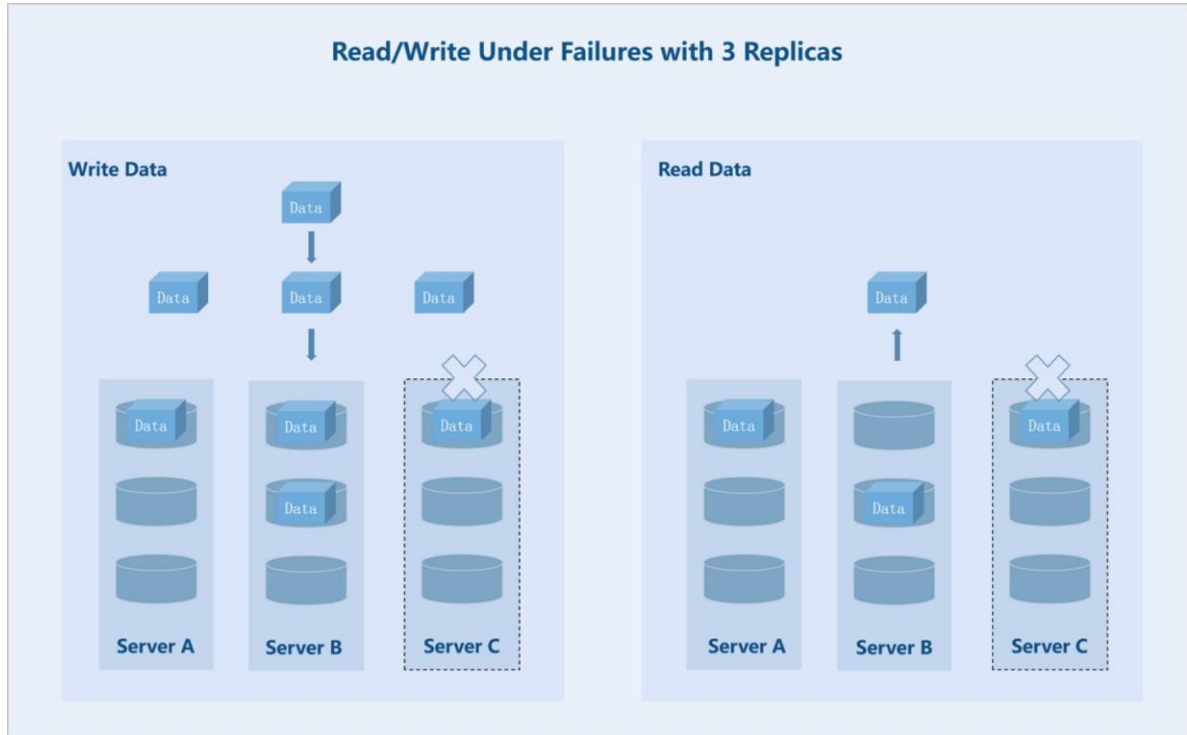 Read/Write Under Failures with 3 Replicas
Write Data
Data
Data
Data
Data
Data
Data
Data
Data
Server A
Server B
Server C
Read Data
Data
Data
Data
Data
Server A
Server B
Server C